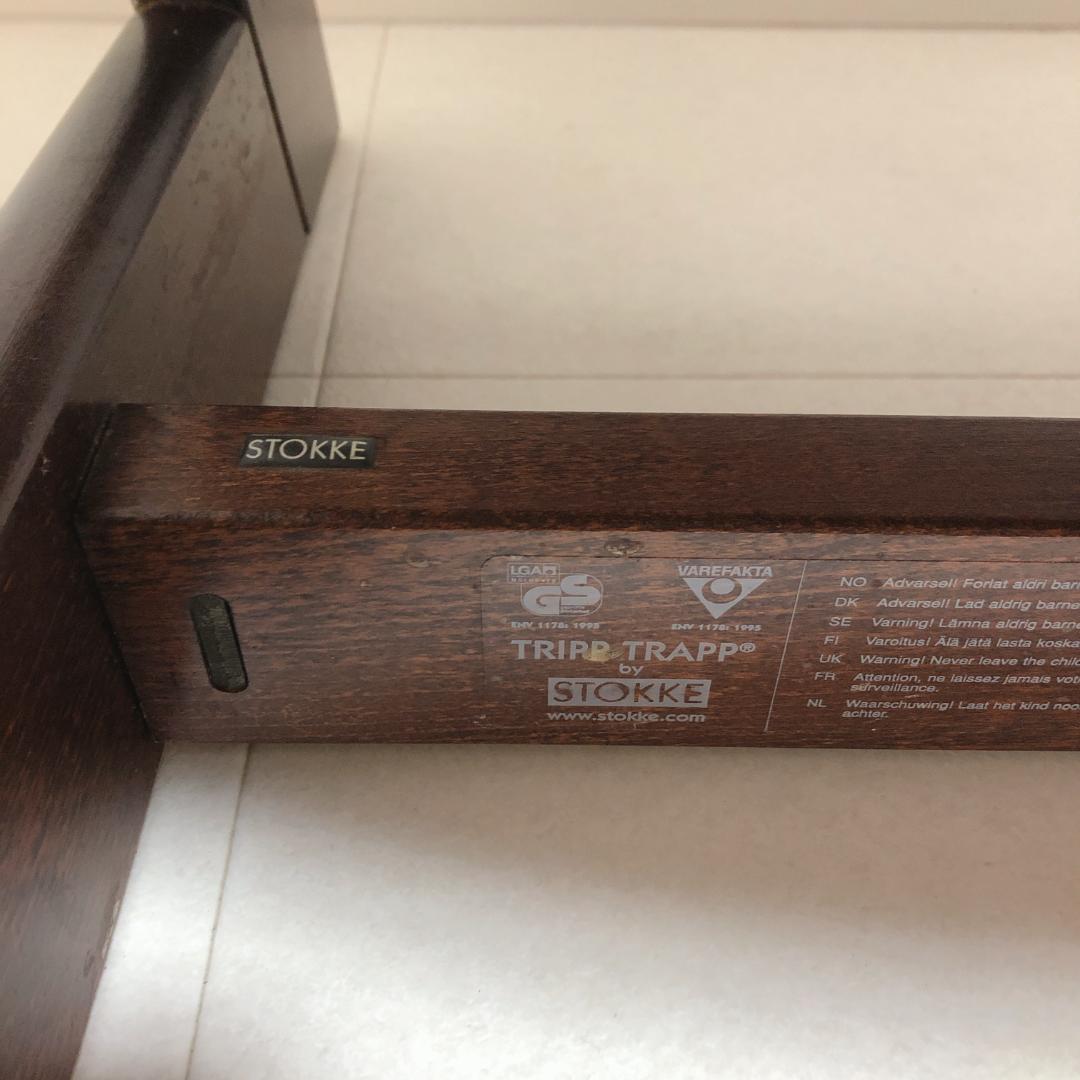 STOKKE
LGA
GS
ENV 1178: 1995
VAREFAKTA
ENV 1178: 1995
TRIPP TRAPP®
by
STOKKE
www.stokke.com
NO Advarsel! Forlat aldri
DK Advarsel! Lad aldrig
SE Varning! Lämna aldrig
FI Varoitus! Älä jätä lasta
UK Warning! Never leave the
FR Attention, ne laissez jamais
surveillance.
NL Waarschuwing! Laat het kind
achter.